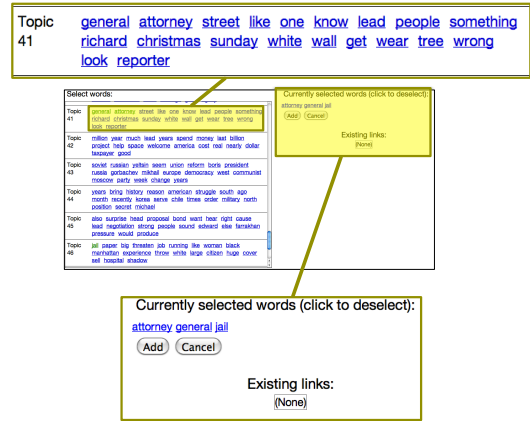 Topic 41 general attorney street like one know lead people something
richard christmas sunday white wall get wear tree wrong
look reporter
Select words:
Topic 41 general attorney street like one know lead people something
richard christmas sunday white wall get wear tree wrong
look reporter
Topic 42 million year much lead years spend money last billion
project help space welcome america cost real nearly dollar
taxpayer good
Topic 43 soviet russian yeltsin seem union reform boris president
russia gorbachev mikhail europe democracy west communist
moscow party week change years
Topic 44 years bring history reason american struggle south ago
month recently korea serve chile times order military north
position secret michael
Topic 45 also surprise head proposal bond want hear right cause
lead negotiation strong people sound edward else farrakhan
pressure would produce
Topic 46 jail paper big threaten job running like woman black
manhattan experience throw white large citizen huge cover
sell hospital shadow
Currently selected words (click to deselect):
attorney general jail
Add Cancel
Existing links:
(None)
Currently selected words (click to deselect):
attorney general jail
Add Cancel
Existing links:
(None)